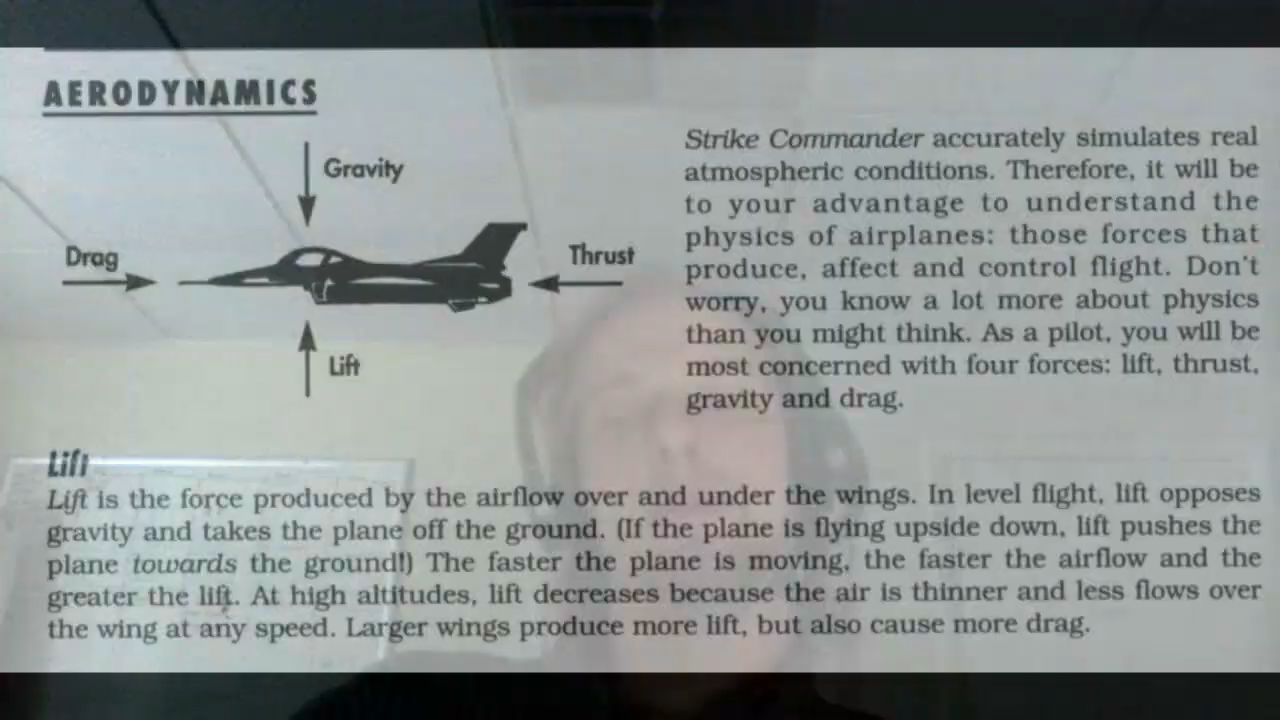 AERODYNAMICS
Gravity
Drag
Thrust
Lift
Strike Commander accurately simulates real
atmospheric conditions. Therefore, it will be
to your advantage to understand the
physics of airplanes: those forces that
produce, affect and control flight. Don't
worry, you know a lot more about physics
than you might think. As a pilot, you will be
most concerned with four forces: lift, thrust,
gravity and drag.
Lift
Lift is the force produced by the airflow over and under the wings. In level flight, lift opposes
gravity and takes the plane off the ground. (If the plane is flying upside down, lift pushes the
plane towards the ground!) The faster the plane is moving, the faster the airflow and the
greater the lift. At high altitudes, lift decreases because the air is thinner and less flows over
the wing at any speed. Larger wings produce more lift, but also cause more drag.